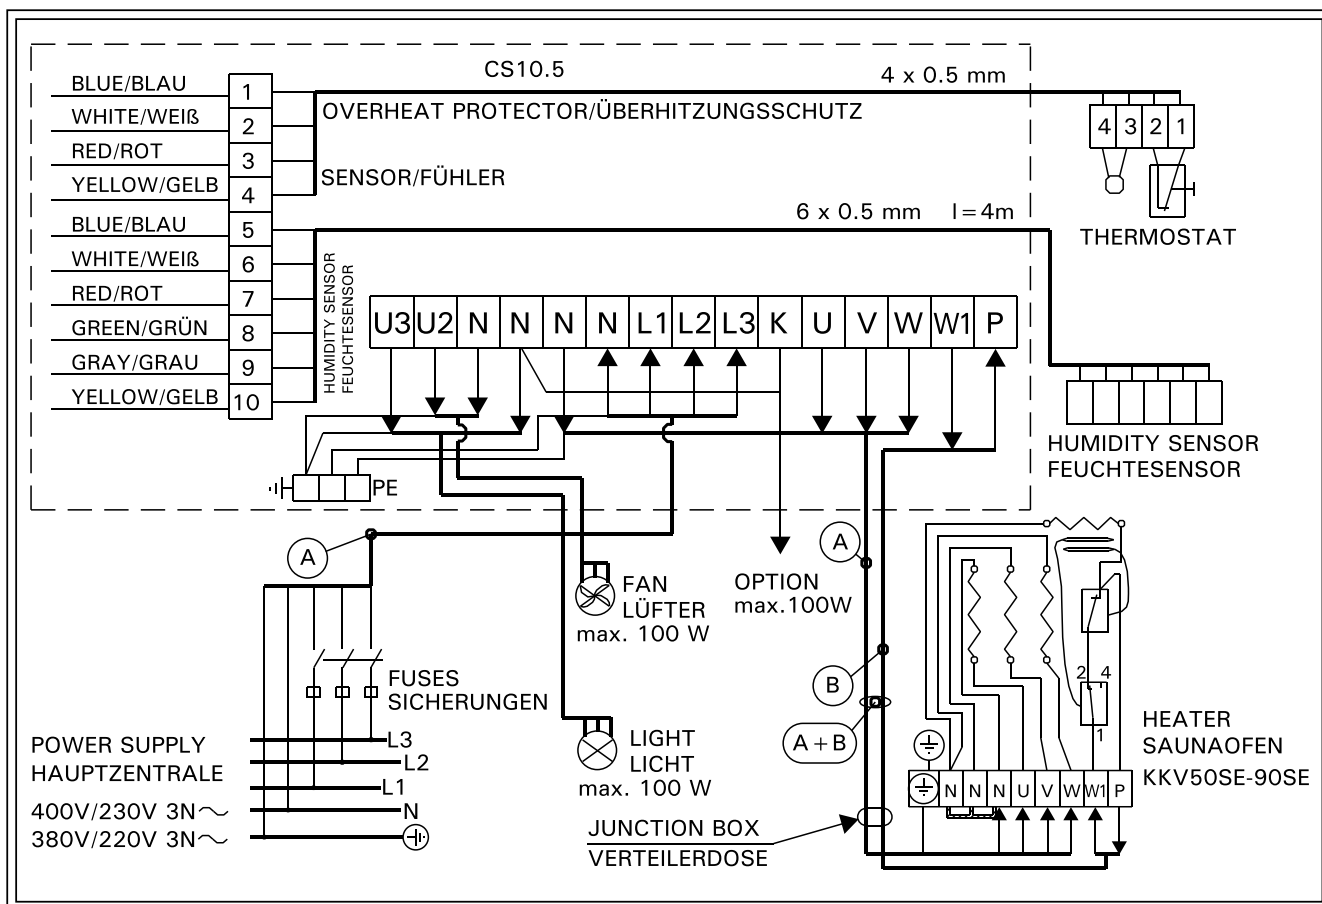 CS10.5
4 x 0.5 mm
BLUE/BLAU 1
WHITE/WEIß 2
RED/ROT 3
YELLOW/GELB 4
BLUE/BLAU 5
WHITE/WEIß 6
RED/ROT 7
GREEN/GRÜN 8
GRAY/GRAU 9
YELLOW/GELB 10
OVERHEAT PROTECTOR/ÜBERHITZUNGSSCHUTZ
SENSOR/FÜHLER
4 3 2 1
THERMOSTAT
6 x 0.5 mm l=4m
HUMIDITY SENSOR
FEUCHTESENSOR
U3 U2 N N N N L1 L2 L3 K U V W W1 P
HUMIDITY SENSOR
FEUCHTESENSOR
PE
A
FAN
LÜFTER
max. 100 W
OPTION
max.100W
A
B
A+B
FUSES
SICHERUNGEN
LIGHT
LICHT
max. 100 W
POWER SUPPLY
HAUPTZENTRALE
400V/230V 3N~
380V/220V 3N~
L3
L2
L1
N
JUNCTION BOX
VERTEILERDOSE
2 4
1
N N N U V W W1 P
HEATER
SAUNAOFEN
KKV50SE-90SE